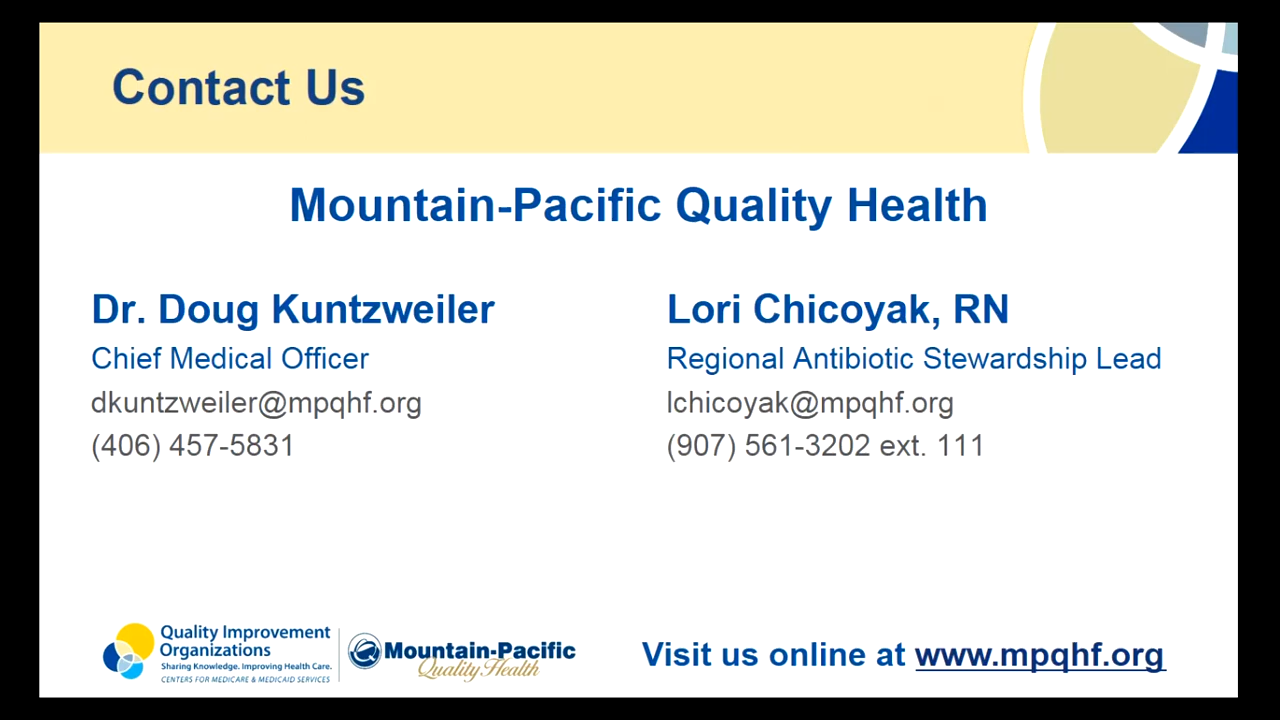 Contact Us
Mountain-Pacific Quality Health
Dr. Doug Kuntzweiler
Chief Medical Officer
dkuntzweiler@mpqhf.org
(406) 457-5831
Lori Chicoyak, RN
Regional Antibiotic Stewardship Lead
lchicoyak@mpqhf.org
(907) 561-3202 ext. 111
Quality Improvement
Organizations
Sharing Knowledge. Improving Health Care.
CENTERS FOR MEDICARE & MEDICAID SERVICES
Mountain-Pacific
Quality Health
Visit us online at www.mpqhf.org